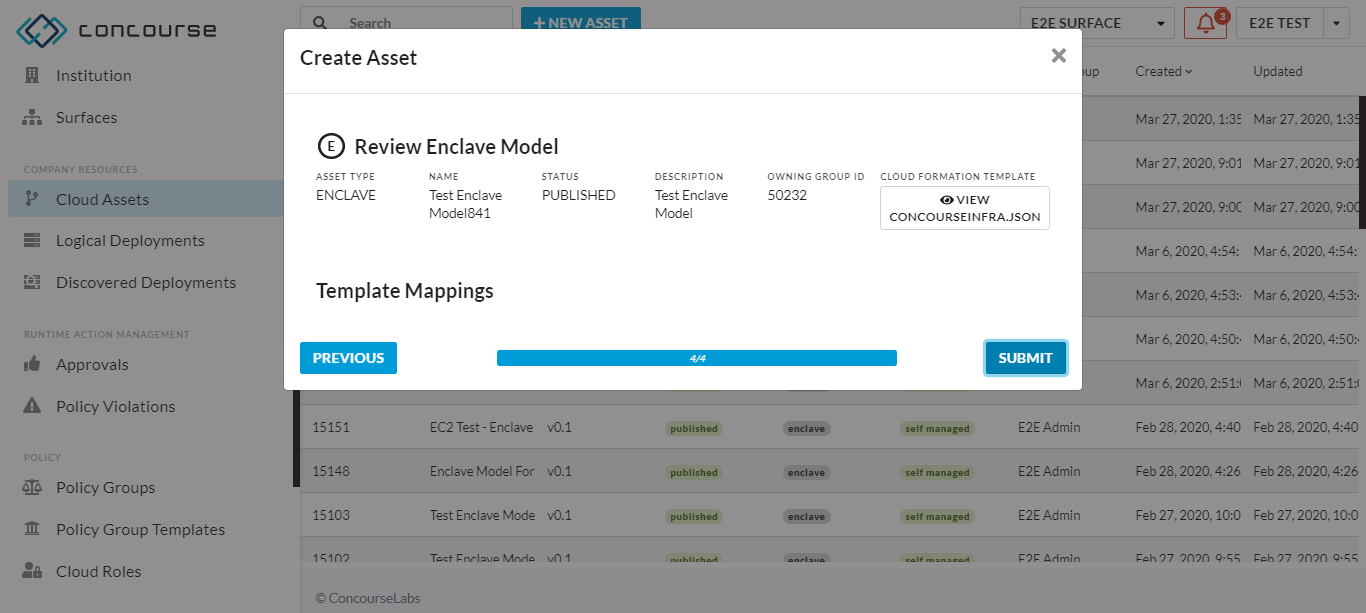 concourse
Search
+ NEW ASSET
E2E SURFACE
3
E2E TEST
Institution
Surfaces
COMPANY RESOURCES
Cloud Assets
Logical Deployments
Discovered Deployments
RUNTIME ACTION MANAGEMENT
Approvals
Policy Violations
POLICY
Policy Groups
Policy Group Templates
Cloud Roles
Create Asset
E Review Enclave Model
ASSET TYPE NAME STATUS DESCRIPTION OWNING GROUP ID CLOUD FORMATION TEMPLATE
ENCLAVE Test Enclave PUBLISHED Test Enclave 50232 VIEW
Model841 Model CONCOURSEINFRA.JSON
Template Mappings
PREVIOUS 4/4 SUBMIT
Created Updated
Mar 27, 2020, 1:35 Mar 27, 2020, 1:35
Mar 27, 2020, 9:01 Mar 27, 2020, 9:01
Mar 27, 2020, 9:00 Mar 27, 2020, 9:00
Mar 6, 2020, 4:54: Mar 6, 2020, 4:54:
Mar 6, 2020, 4:53: Mar 6, 2020, 4:53:
Mar 6, 2020, 4:50: Mar 6, 2020, 4:50:
Mar 6, 2020, 2:51: Mar 6, 2020, 2:51:
15151 EC2 Test - Enclave v0.1 published enclave self managed E2E Admin Feb 28, 2020, 4:40 Feb 28, 2020, 4:40
15148 Enclave Model For v0.1 published enclave self managed E2E Admin Feb 28, 2020, 4:26 Feb 28, 2020, 4:26
15103 Test Enclave Mode v0.1 published enclave self managed E2E Admin Feb 27, 2020, 10:0 Feb 27, 2020, 10:0
15102 Test Enclave Mode v0.1 published enclave self managed E2E Admin Feb 27, 2020, 9:55 Feb 27, 2020, 9:55
© ConcourseLabs